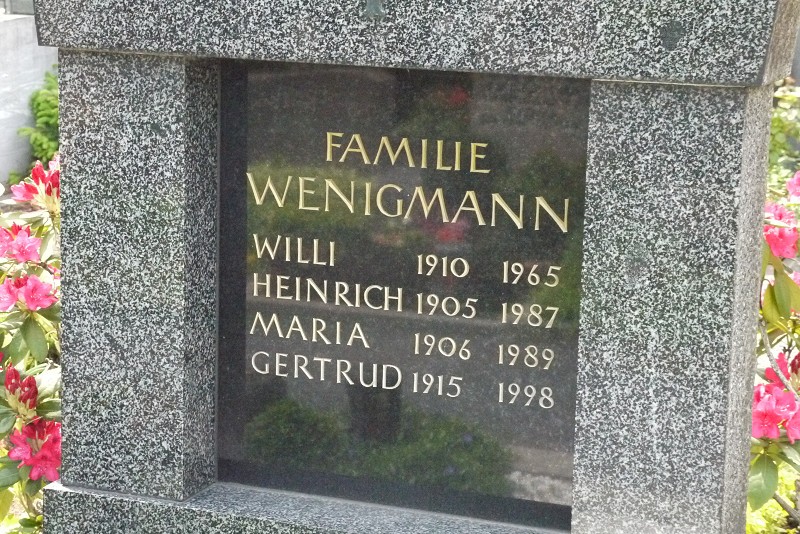 FAMILIE
WENIGMANN
WILLI 1910 1965
HEINRICH 1905 1987
MARIA 1906 1989
GERTRUD 1915 1998